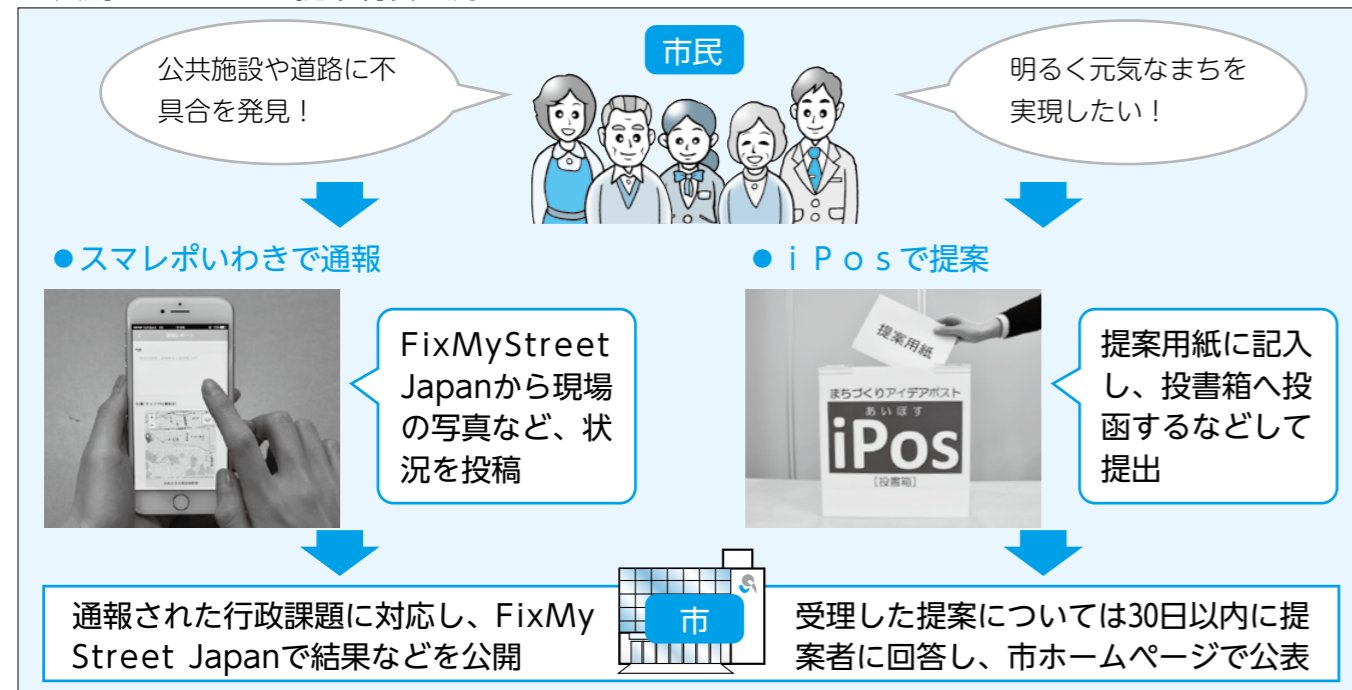 市民
公共施設や道路に不
具合を発見！
明るく元気なまちを
実現したい！
●スマレポいわきで通報
FixMyStreet
Japanから現場
の写真など、状
況を投稿
●ｉＰｏｓで提案
提案用紙
まちづくりアイデアポスト
あいぽす
iPos
［投書箱］
提案用紙に記入
し、投書箱へ投
函するなどして
提出
通報された行政課題に対応し、FixMy
Street Japanで結果などを公開
市
受理した提案については30日以内に提
案者に回答し、市ホームページで公表